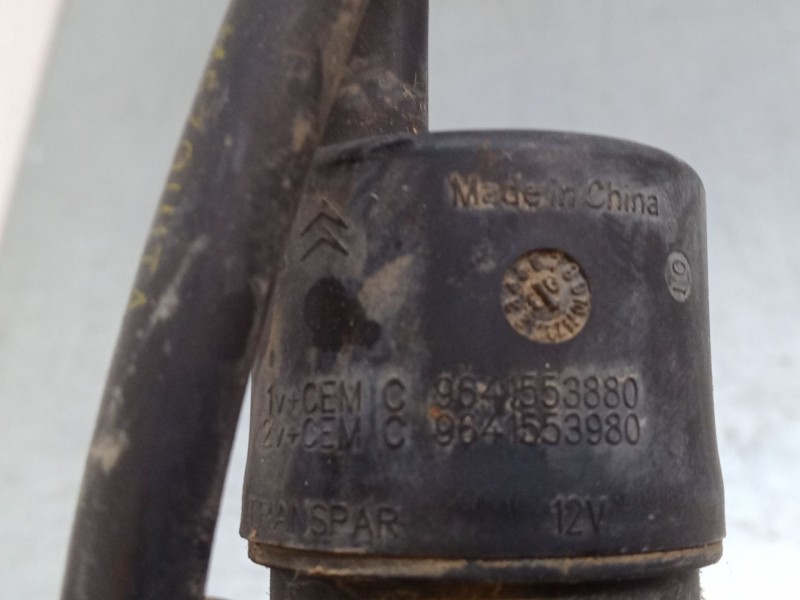 Made in China
1v+CEM C 9641553880
2v+CEM C 9641553980
TRANSPAR 12V